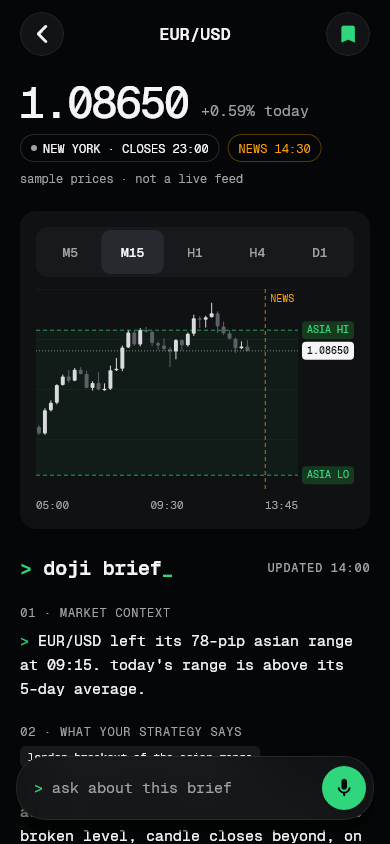 EUR/USD
1.08650 +0.59% today
NEW YORK · CLOSES 23:00 NEWS 14:30
sample prices · not a live feed
M5 M15 H1 H4 D1
NEWS
ASIA HI
1.08650
ASIA LO
05:00 09:30 13:45
> doji brief_ UPDATED 14:00
01 · MARKET CONTEXT
> EUR/USD left its 78-pip asian range
at 09:15. today's range is above its
5-day average.
02 · WHAT YOUR STRATEGY SAYS
> ask about this brief
broken level, candle closes beyond, on